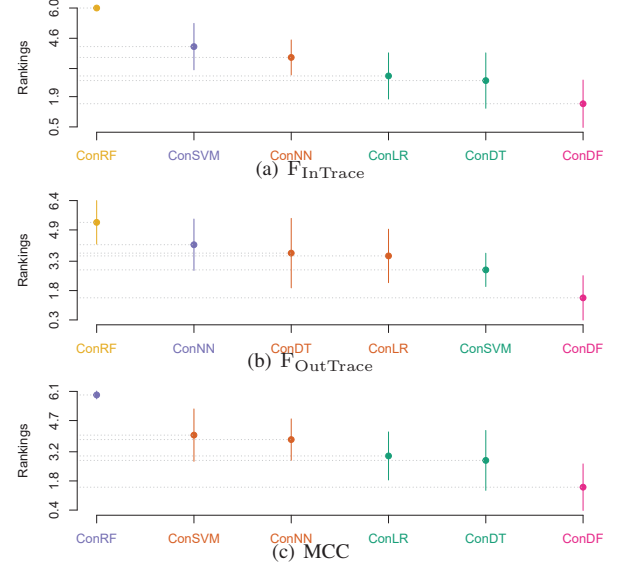 Rankings
6.0
4.6
1.9
0.5
ConRF ConSVM ConNN ConLR ConDT ConDF
(a) F_InTrace
Rankings
6.4
4.9
3.3
1.8
0.3
ConRF ConNN ConDT ConLR ConSVM ConDF
(b) F_OutTrace
Rankings
6.1
4.7
3.2
1.8
0.4
ConRF ConSVM ConNN ConLR ConDT ConDF
(c) MCC